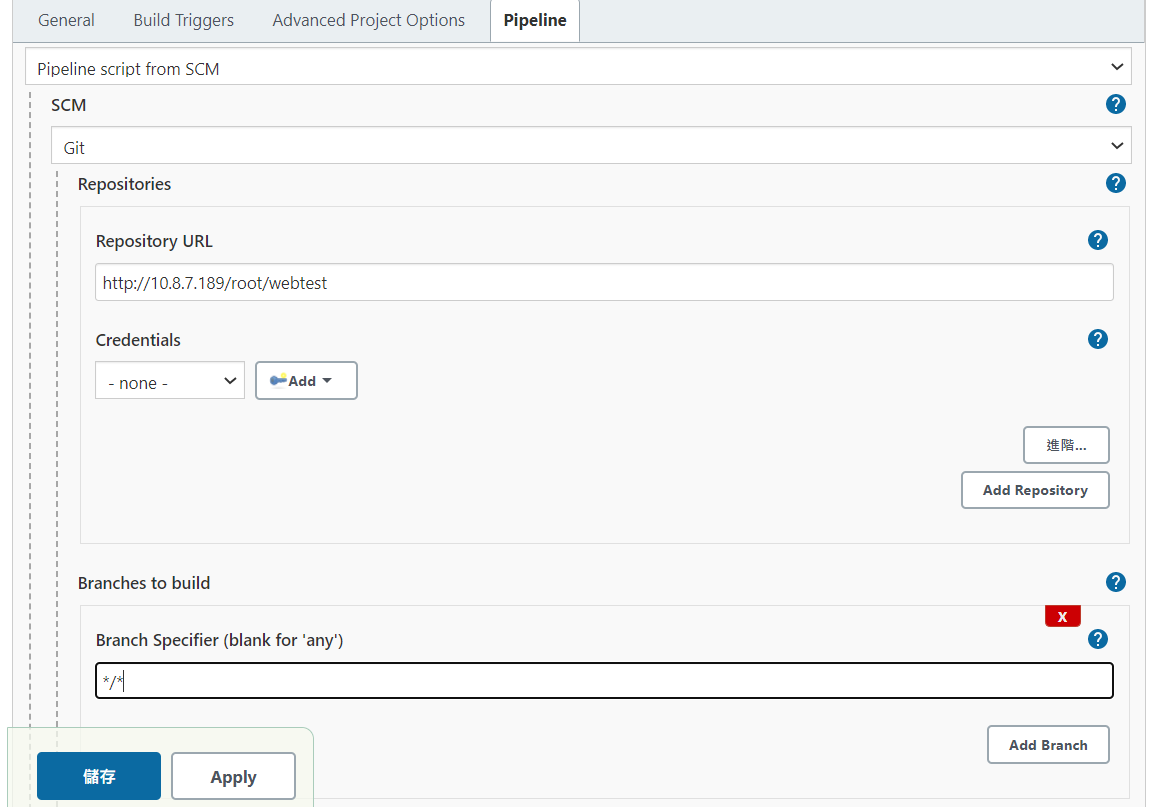 General Build Triggers Advanced Project Options Pipeline
Pipeline script from SCM
SCM
?
Git
Repositories
?
Repository URL
?
http://10.8.7.189/root/webtest
Credentials
?
- none -
Add
進階...
Add Repository
Branches to build
?
X
Branch Specifier (blank for 'any')
?
*/*
Add Branch
儲存 Apply